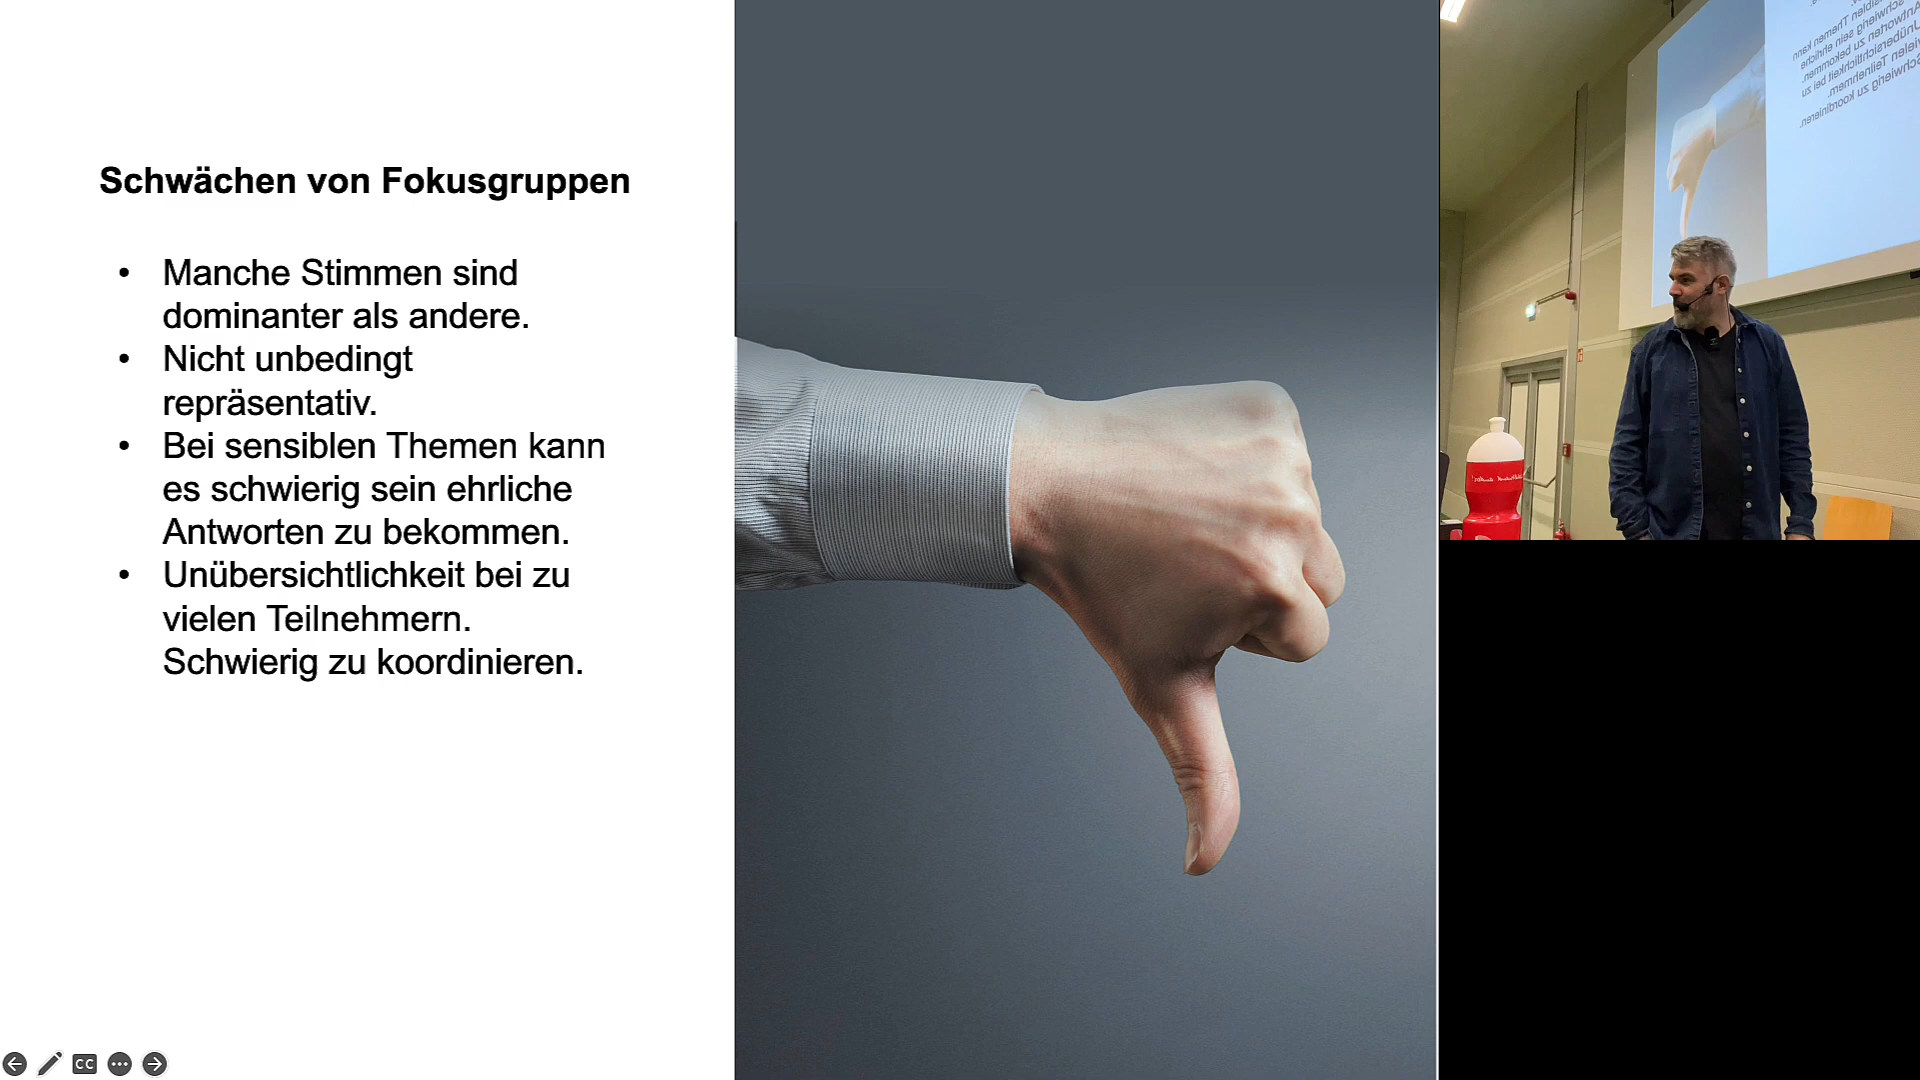 Schwächen von Fokusgruppen
• Manche Stimmen sind
dominanter als andere.
• Nicht unbedingt
repräsentativ.
• Bei sensiblen Themen kann
es schwierig sein ehrliche
Antworten zu bekommen.
• Unübersichtlichkeit bei zu
vielen Teilnehmern.
Schwierig zu koordinieren.
CC